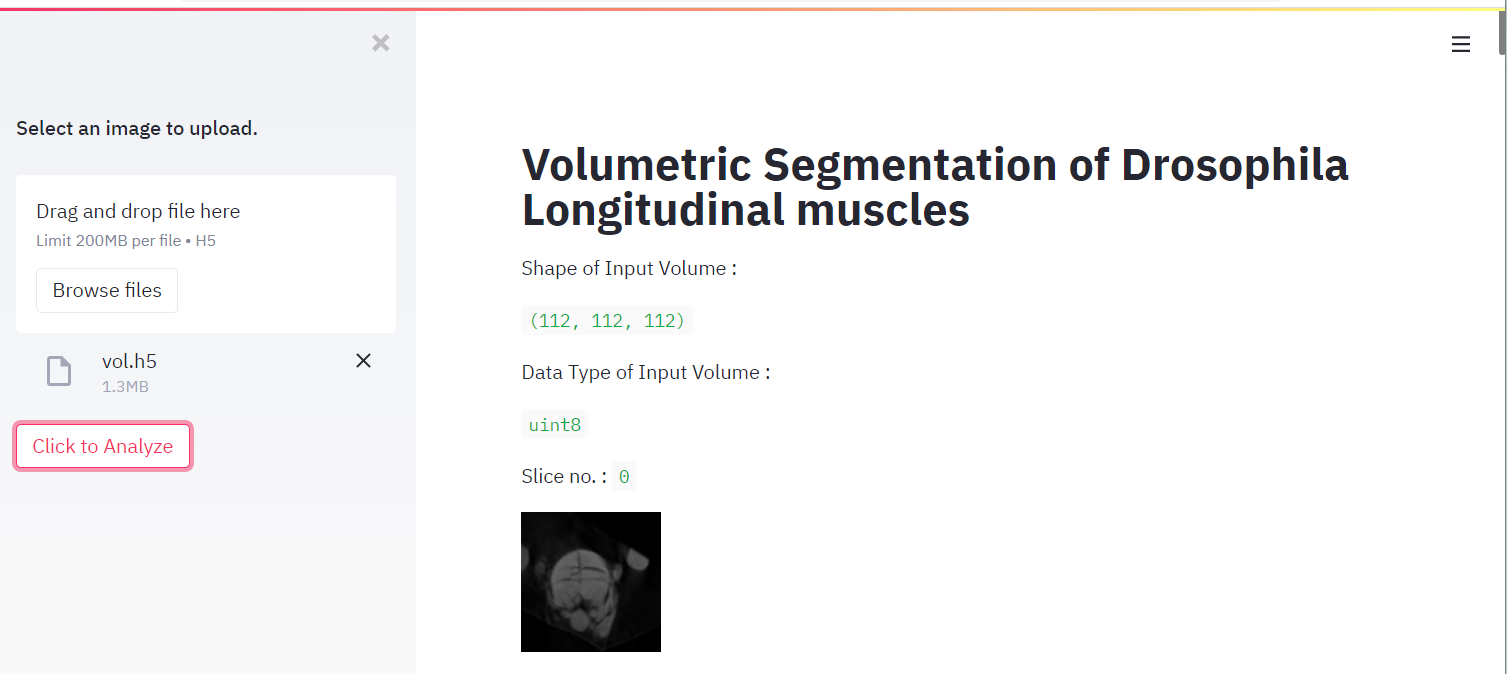 Select an image to upload.
Drag and drop file here
Limit 200MB per file • H5
Browse files
vol.h5
1.3MB
Click to Analyze
Volumetric Segmentation of Drosophila
Longitudinal muscles
Shape of Input Volume :
(112, 112, 112)
Data Type of Input Volume :
uint8
Slice no. : 0